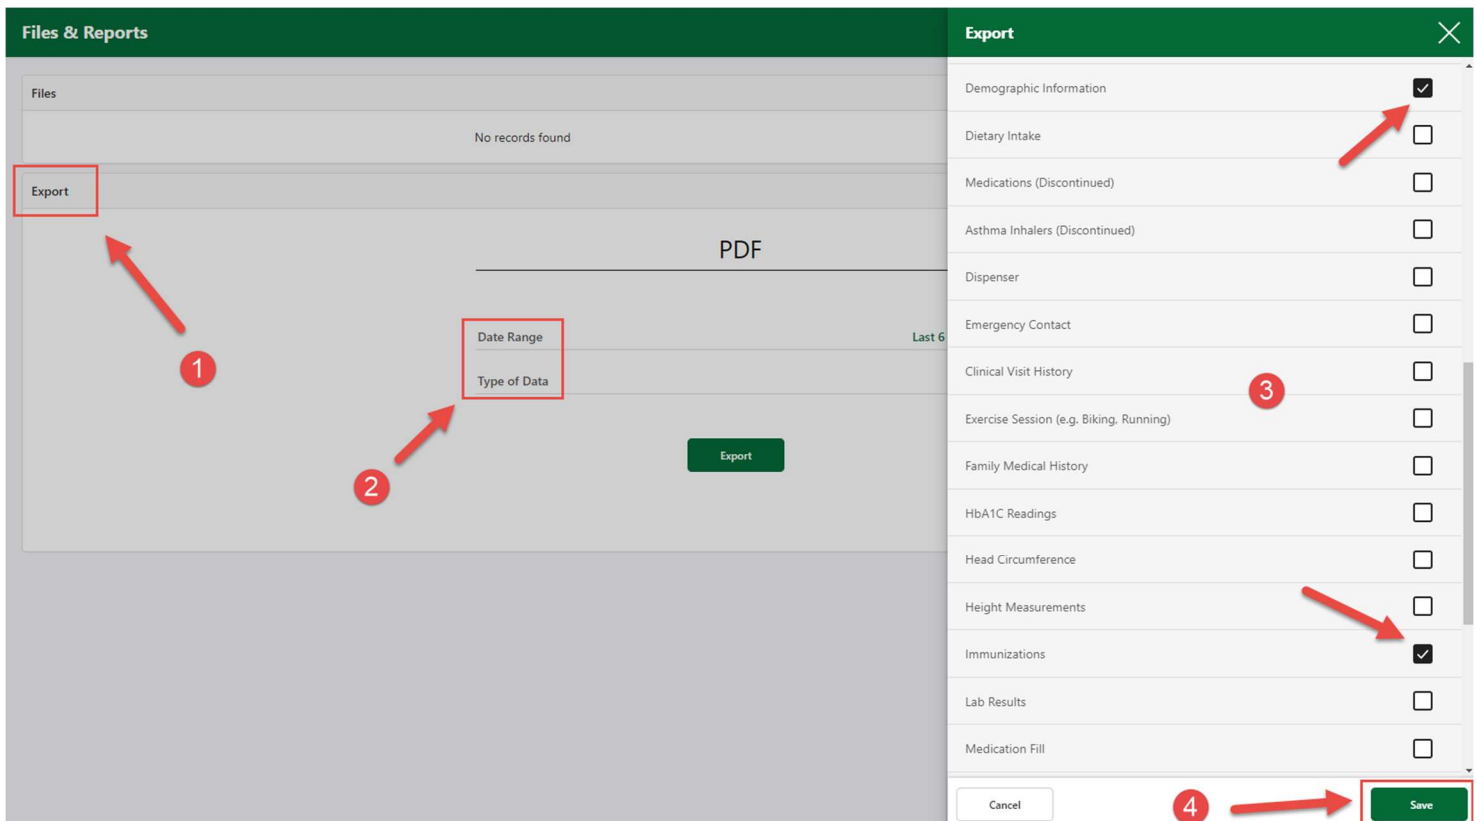 Files & Reports
Files
No records found
Export
PDF
Date Range
Last 6
Type of Data
Export
1
2
Export
Demographic Information
Dietary Intake
Medications (Discontinued)
Asthma Inhalers (Discontinued)
Dispenser
Emergency Contact
Clinical Visit History
3
Exercise Session (e.g. Biking, Running)
Family Medical History
HbA1C Readings
Head Circumference
Height Measurements
Immunizations
Lab Results
Medication Fill
Cancel
4
Save